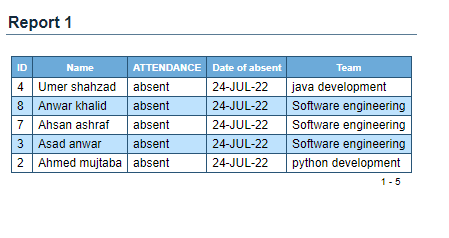 Report 1
ID Name ATTENDANCE Date of absent Team
4 Umer shahzad absent 24-JUL-22 java development
8 Anwar khalid absent 24-JUL-22 Software engineering
7 Ahsan ashraf absent 24-JUL-22 Software engineering
3 Asad anwar absent 24-JUL-22 Software engineering
2 Ahmed mujtaba absent 24-JUL-22 python development
1 - 5